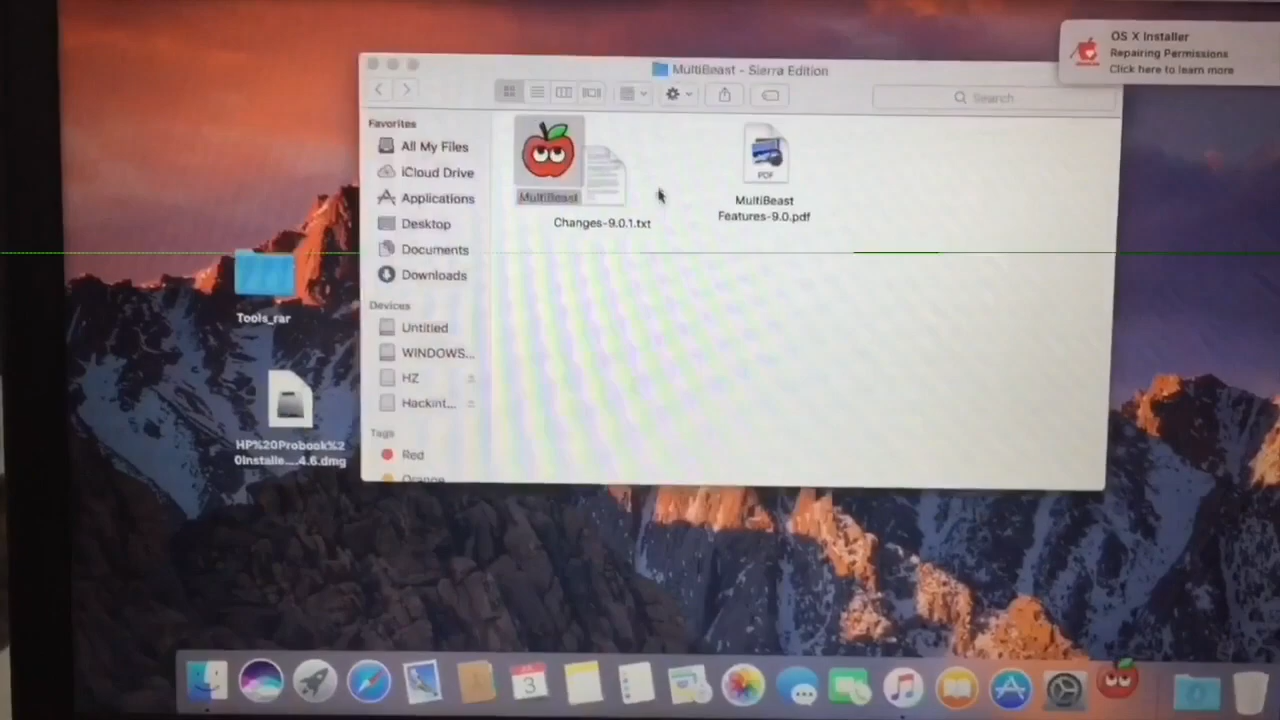 OS X Installer
Repairing Permissions
Click here to learn more
MultiBeast - Sierra Edition
Search
Favorites
All My Files
iCloud Drive
Applications
Desktop
Documents
Downloads
Devices
Untitled
WINDOWS...
HZ
Hackint...
Tags
Red
Orange
MultiBeast
Changes-9.0.1.txt
PDF
MultiBeast
Features-9.0.pdf
Tools_rar
HP%20Probook%2
0Installe....4.6.dmg
3